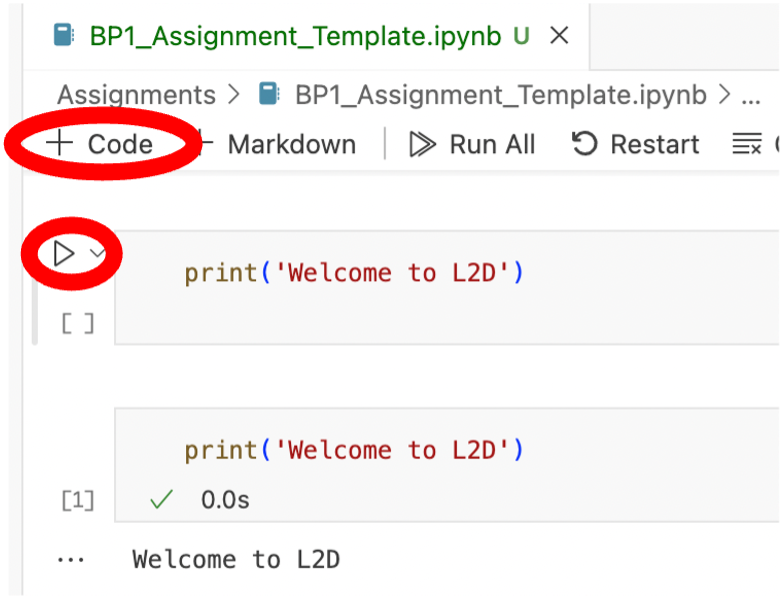 BP1_Assignment_Template.ipynb U
Assignments > BP1_Assignment_Template.ipynb > ...
+ Code + Markdown | Run All Restart
print('Welcome to L2D')
[ ]
print('Welcome to L2D')
[1] ✓ 0.0s
... Welcome to L2D